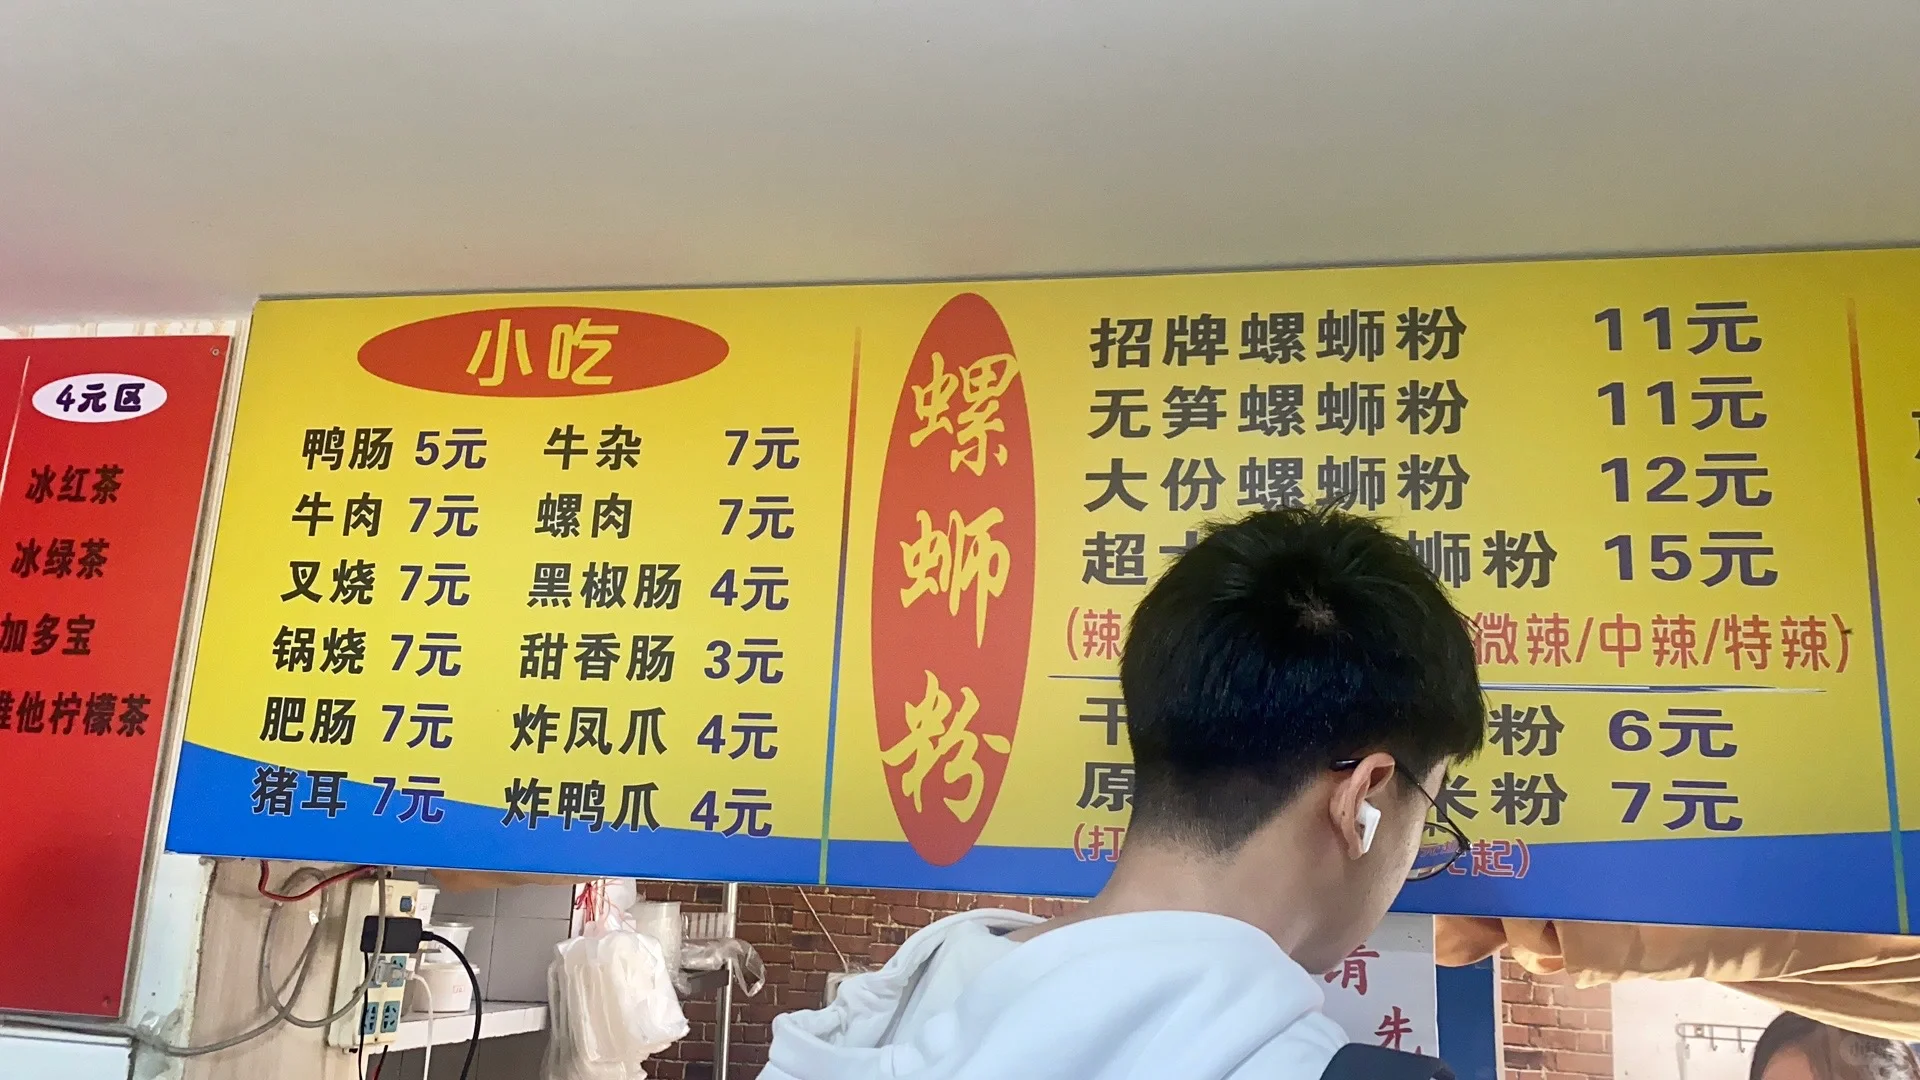 4元区
冰红茶
冰绿茶
加多宝
维他柠檬茶
小吃
鸭肠 5元 牛杂 7元
牛肉 7元 螺肉 7元
叉烧 7元 黑椒肠 4元
锅烧 7元 甜香肠 3元
肥肠 7元 炸凤爪 4元
猪耳 7元 炸鸭爪 4元
螺蛳粉
招牌螺蛳粉 11元
无笋螺蛳粉 11元
大份螺蛳粉 12元
超 蛳粉 15元
(辣 微辣/中辣/特辣)
干 粉 6元
原 米粉 7元
(打 起)
先